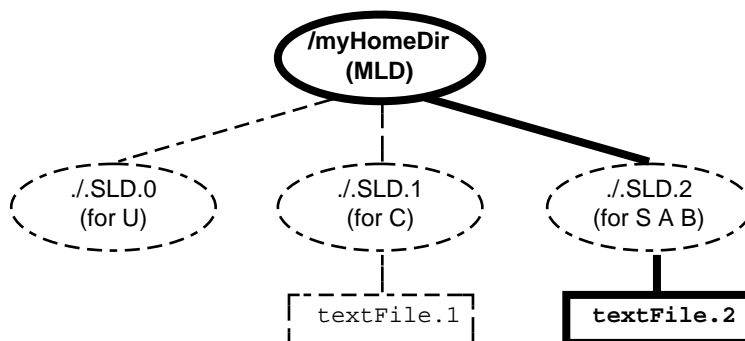 /myHomeDir
(MLD)
./.SLD.0
(for U)
./.SLD.1
(for C)
./.SLD.2
(for S A B)
textFile.1
textFile.2